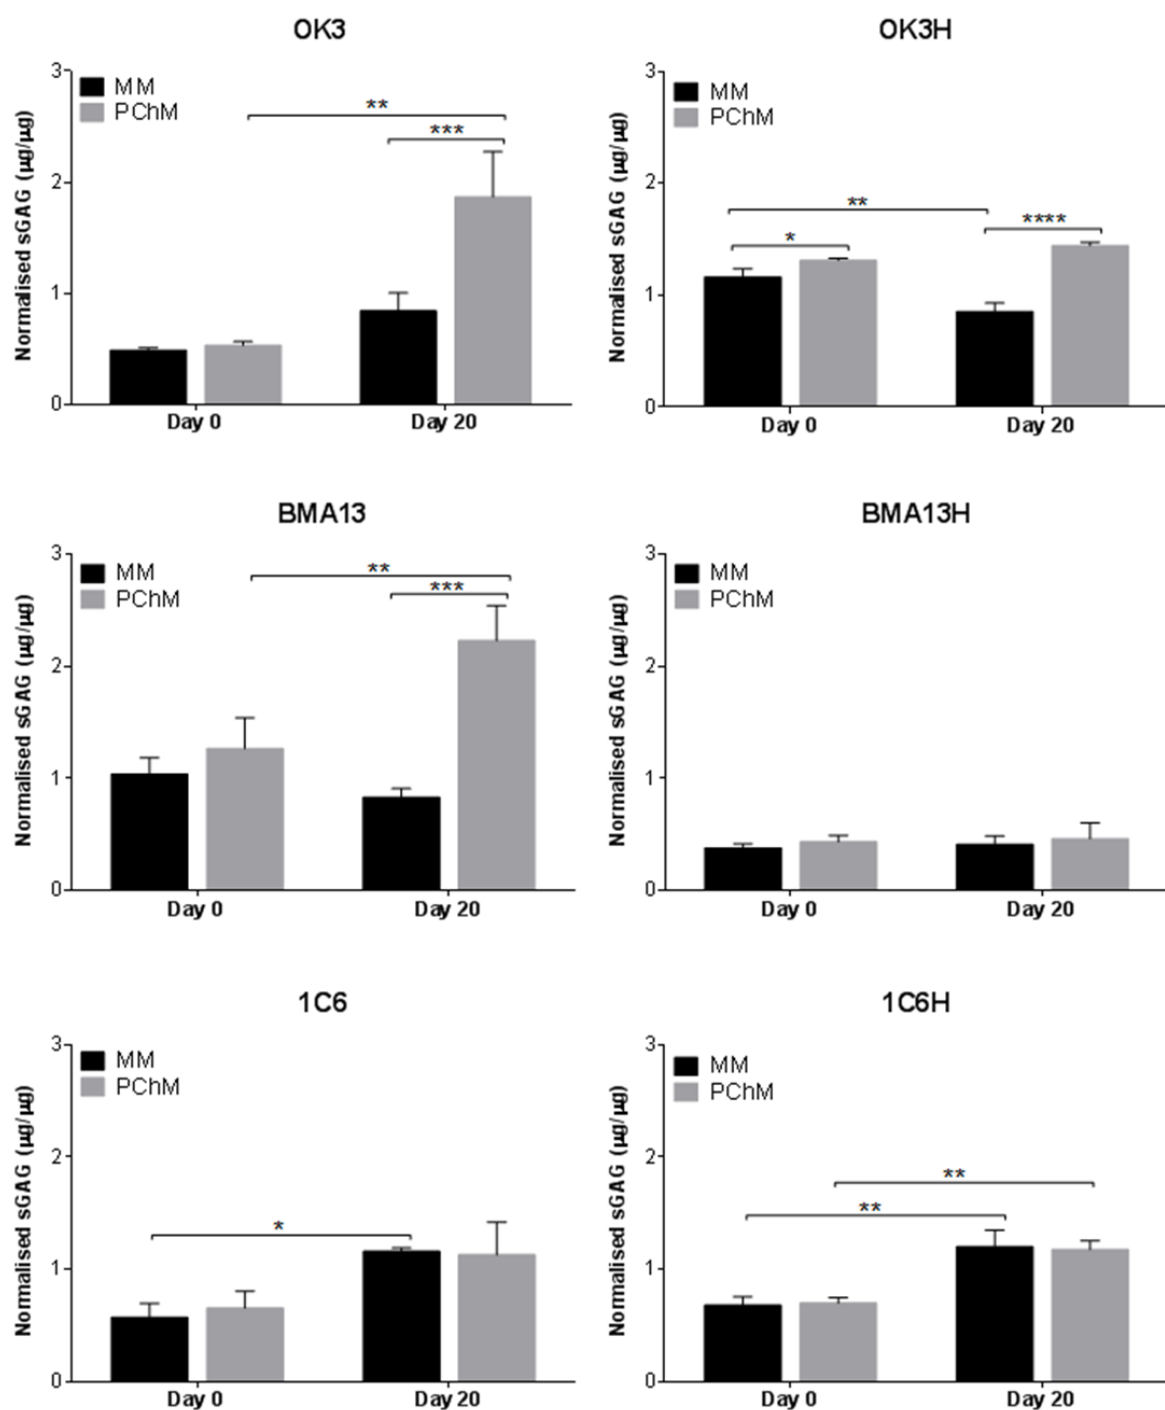 OK3
3
2
1
0
Normalised sGAG (µg/µg)
MM
PChM
**
***
Day 0
Day 20
OK3H
3
2
1
0
Normalised sGAG (µg/µg)
MM
PChM
**
*
****
Day 0
Day 20
BMA13
3
2
1
0
Normalised sGAG (µg/µg)
MM
PChM
**
***
Day 0
Day 20
BMA13H
3
2
1
0
Normalised sGAG (µg/µg)
MM
PChM
Day 0
Day 20
1C6
3
2
1
0
Normalised sGAG (µg/µg)
MM
PChM
*
Day 0
Day 20
1C6H
3
2
1
0
Normalised sGAG (µg/µg)
MM
PChM
**
**
Day 0
Day 20